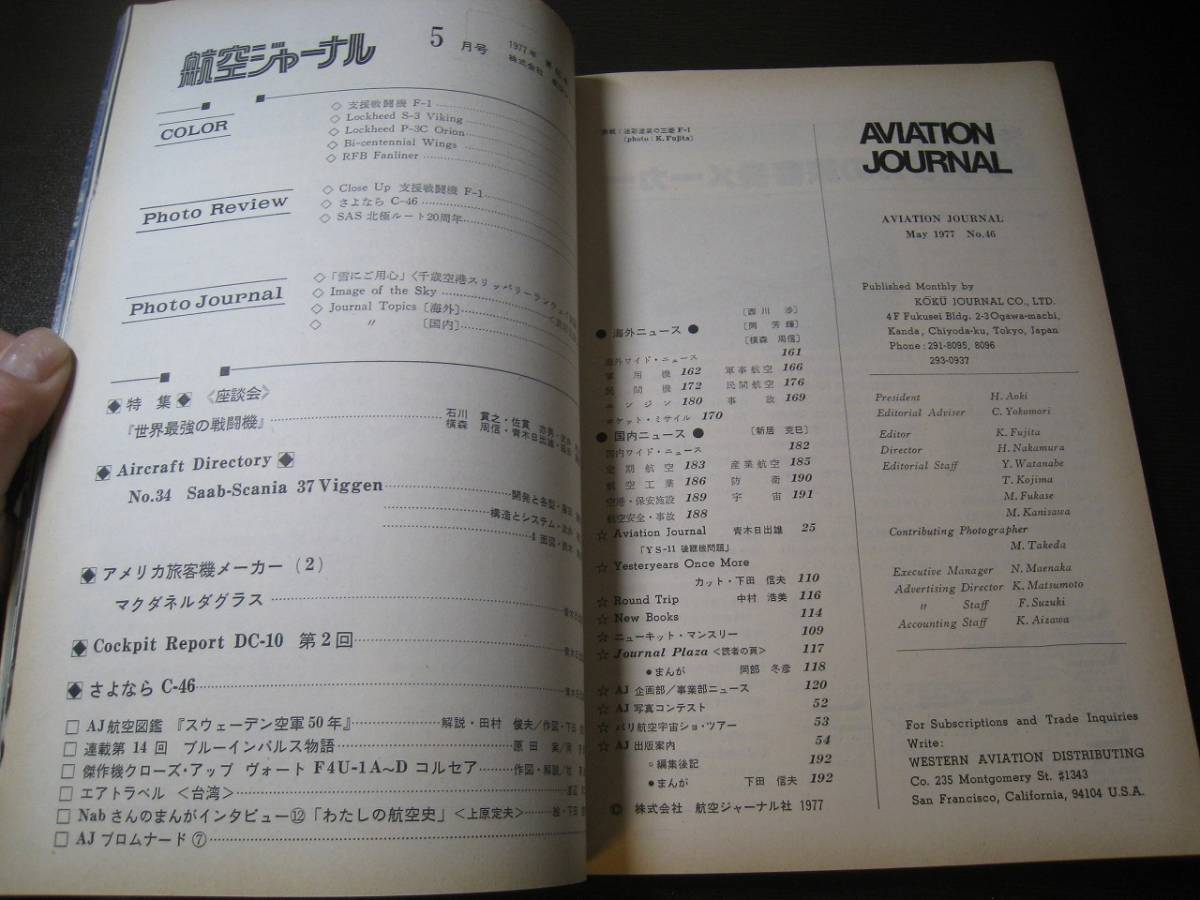 航空ジャーナル 5月号 1977年
株式会社
COLOR
◇ 支援戦闘機 F-1
◇ Lockheed S-3 Viking
◇ Lockheed P-3C Orion
◇ Bi-centennial Wings
◇ RFB Fanliner
Photo Review
◇ Close Up 支援戦闘機 F-1
◇ さよなら C-46
◇ SAS 北極ルート20周年
Photo Journal
◇「雪にご用心」<千歳空港スリッパリーランウェイ
◇ Image of the Sky
◇ Journal Topics [海外]
◇ 〃 [国内]
◆ 特集 ◆ 《座談会》
『世界最強の戦闘機』
石川 貫之・佐貫 亦男
横森 周信・青木日出雄
◆ Aircraft Directory ◆
No.34 Saab-Scania 37 Viggen
開発と各型
構造とシステム
4面図
◆ アメリカ旅客機メーカー (2)
マクダネルダグラス
◆ Cockpit Report DC-10 第2回
◆ さよなら C-46
□ AJ航空図鑑 『スウェーデン空軍50年』 解説・田村 俊夫/作図・下田
□ 連載第14回 ブルーインパルス物語 原田 実
□ 傑作機クローズ・アップ ヴォート F4U-1A~D コルセア 作図・解説
□ エアトラベル <台湾>
□ Nabさんのまんがインタビュー⑫「わたしの航空史」<上原定夫>
□ AJ プロムナード ⑦
表紙:迷彩塗装の三菱 F-1
(photo : K. Fujita)
[西川 渉]
● 海外ニュース ● [関 芳輝]
[横森 周信]
海外ワイド・ニュース 161
軍用機 162 軍事航空 166
民間機 172 民間航空 176
エンジン 180 事故 169
ロケット・ミサイル 170
● 国内ニュース ● [新居 克巳]
国内ワイド・ニュース 182
定期航空 183 産業航空 185
航空工業 186 防衛 190
空港・保安施設 189 宇宙 191
航空安全・事故 188
☆ Aviation Journal 青木日出雄 25
「YS-11 後継機問題」
☆ Yesteryears Once More
カット・下田 信夫 110
☆ Round Trip 中村 浩美 116
☆ New Books 114
☆ ニューキット・マンスリー 109
☆ Journal Plaza <読者の頁> 117
●まんが 岡部 冬彦 118
☆ AJ 企画部/事業部ニュース 120
☆ AJ 写真コンテスト 52
☆ パリ航空宇宙ショ・ツアー 53
☆ AJ 出版案内 54
○編集後記 192
●まんが 下田 信夫 192
© 株式会社 航空ジャーナル社 1977
AVIATION
JOURNAL
AVIATION JOURNAL
May 1977 No.46
Published Monthly by
KŌKŪ JOURNAL CO., LTD.
4F Fukusei Bldg. 2-3 Ogawa-machi,
Kanda, Chiyoda-ku, Tokyo, Japan
Phone: 291-8095, 8096
293-0937
President H. Aoki
Editorial Adviser C. Yokomori
Editor K. Fujita
Director H. Nakamura
Editorial Staff Y. Watanabe
T. Kojima
M. Fukase
M. Kanisawa
Contributing Photographer
M. Takeda
Executive Manager N. Maenaka
Advertising Director K. Matsumoto
〃 Staff F. Suzuki
Accounting Staff K. Aizawa
For Subscriptions and Trade Inquiries
Write:
WESTERN AVIATION DISTRIBUTING
Co. 235 Montgomery St. #1343
San Francisco, California, 94104 U.S.A.